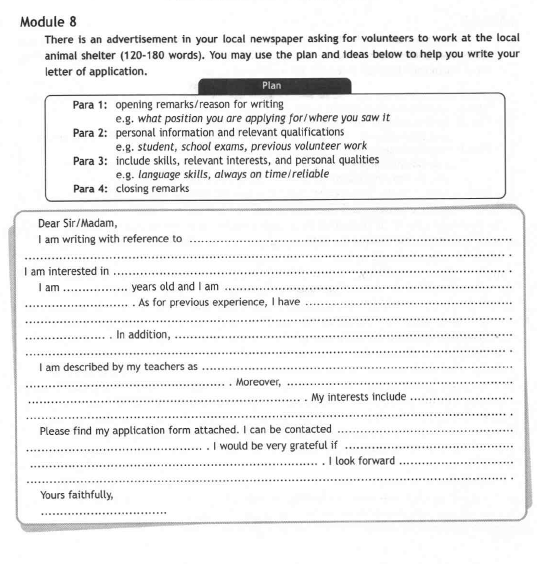 Module 8
There is an advertisement in your local newspaper asking for volunteers to work at the local
animal shelter (120-180 words). You may use the plan and ideas below to help you write your
letter of application.
Plan
Para 1: opening remarks/reason for writing
e.g. what position you are applying for/where you saw it
Para 2: personal information and relevant qualifications
e.g. student, school exams, previous volunteer work
Para 3: include skills, relevant interests, and personal qualities
e.g. language skills, always on time/reliable
Para 4: closing remarks
Dear Sir/Madam,
I am writing with reference to ..........................................................................
............................................................................................................ .
I am interested in ................................................................................... .
I am .................. years old and I am ..........................................................
............................ . As for previous experience, I have .....................................
............................................................................................................ .
...................... . In addition, ......................................................................
............................................................................................................ .
I am described by my teachers as ....................................................................
.................................................. . Moreover, .............................................
.................................................................... . My interests include ................
............................................................................................................ .
Please find my application form attached. I can be contacted .................................
............................................ . I would be very grateful if ................................
...................................................................... . I look forward .....................
............................................................................................................ .
Yours faithfully,
................................